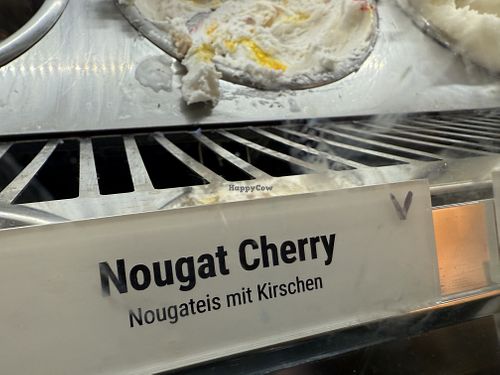 HappyCow
V
Nougat Cherry
Nougateis mit Kirschen